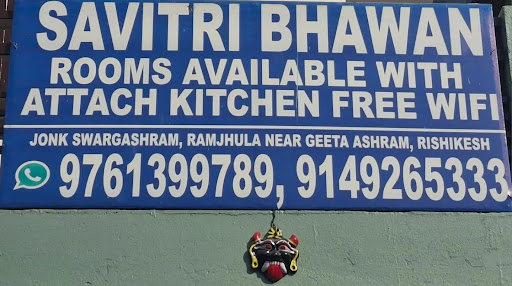 SAVITRI BHAWAN
ROOMS AVAILABLE WITH
ATTACH KITCHEN FREE WIFI
JONK SWARGASHRAM, RAMJHULA NEAR GEETA ASHRAM, RISHIKESH
9761399789, 9149265333